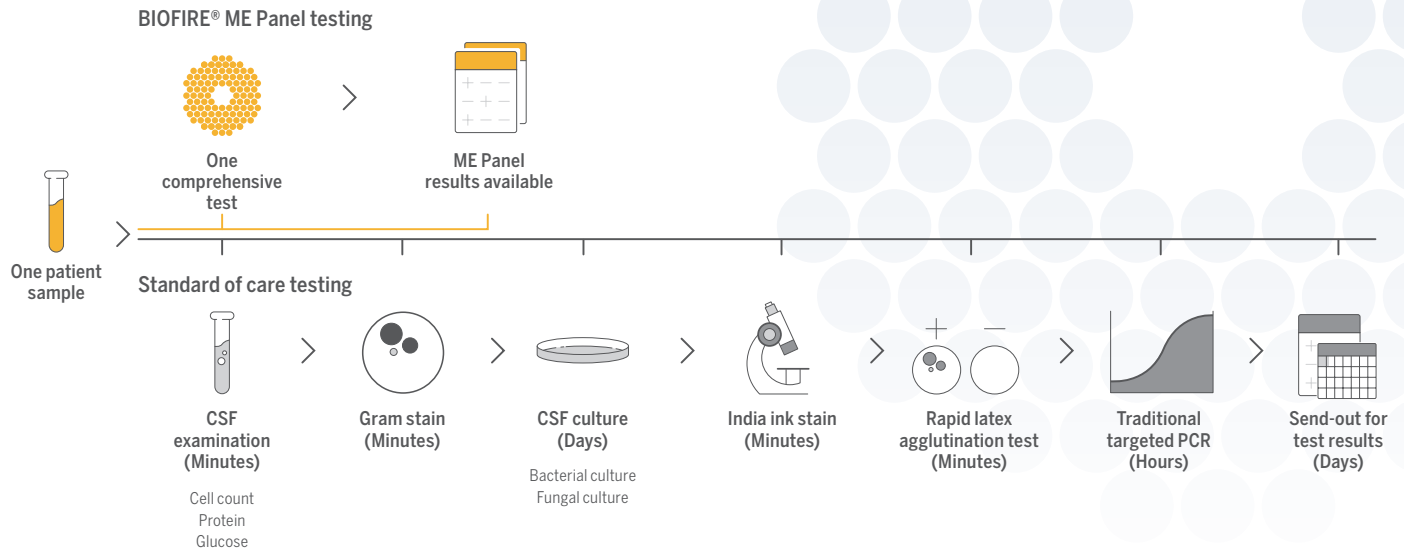 BIOFIRE® ME Panel testing
One
comprehensive
test
ME Panel
results available
One patient
sample
Standard of care testing
CSF
examination
(Minutes)
Cell count
Protein
Glucose
Gram stain
(Minutes)
CSF culture
(Days)
Bacterial culture
Fungal culture
India ink stain
(Minutes)
Rapid latex
agglutination test
(Minutes)
Traditional
targeted PCR
(Hours)
Send-out for
test results
(Days)